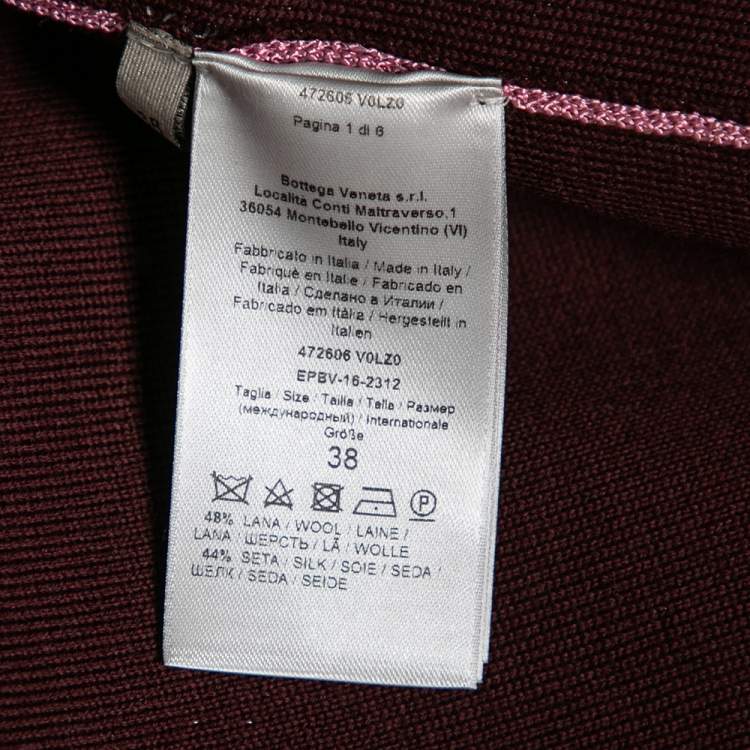 472606 V0LZ0
Pagina 1 di 6
Bottega Veneta s.r.l.
Località Conti Maltraverso,1
36054 Montebello Vicentino (VI)
Italy
Fabbricato in Italia / Made in Italy /
Fabriqué en Italie / Fabricado en
Italia / Сделано в Италии /
Fabricado em Itália / Hergestellt in
Italien
472606 V0LZ0
EPBV-16-2312
Taglia / Size / Taille / Talla / Размер
(международный) / Internationale
Größe
38
P
48% LANA / WOOL / LAINE /
LANA / ШЕРСТЬ / LÃ / WOLLE
44% SETA / SILK / SOIE / SEDA /
ШЕЛК / SEDA / SEIDE